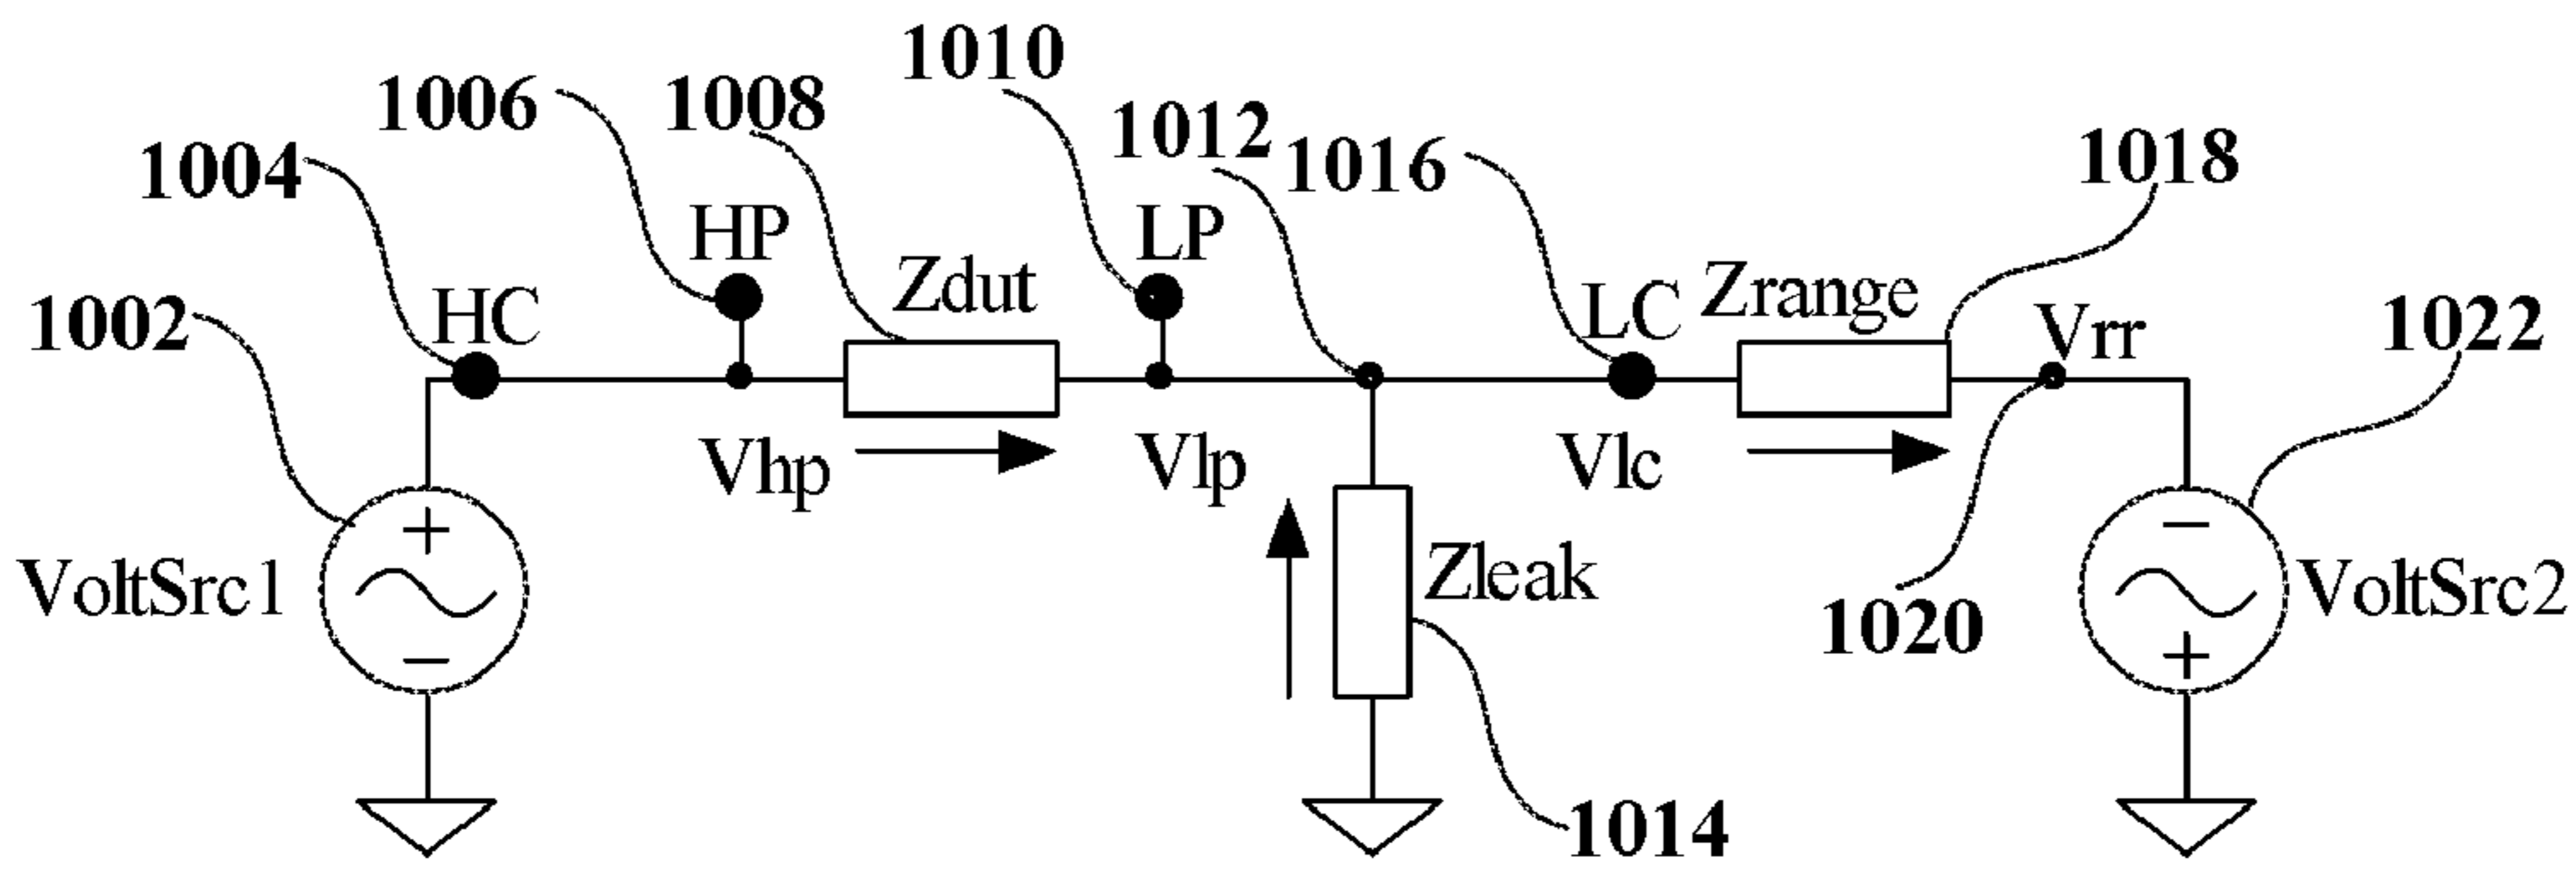 1010
1006
1008
1012
1004
1016
1018
HP
LP
Zdut
HC
LC
Zrange
Vrr
1002
1022
Vhp
Vlp
Vlc
+
−
VoltSrc1
Zleak
VoltSrc2
1020
−
+
1014